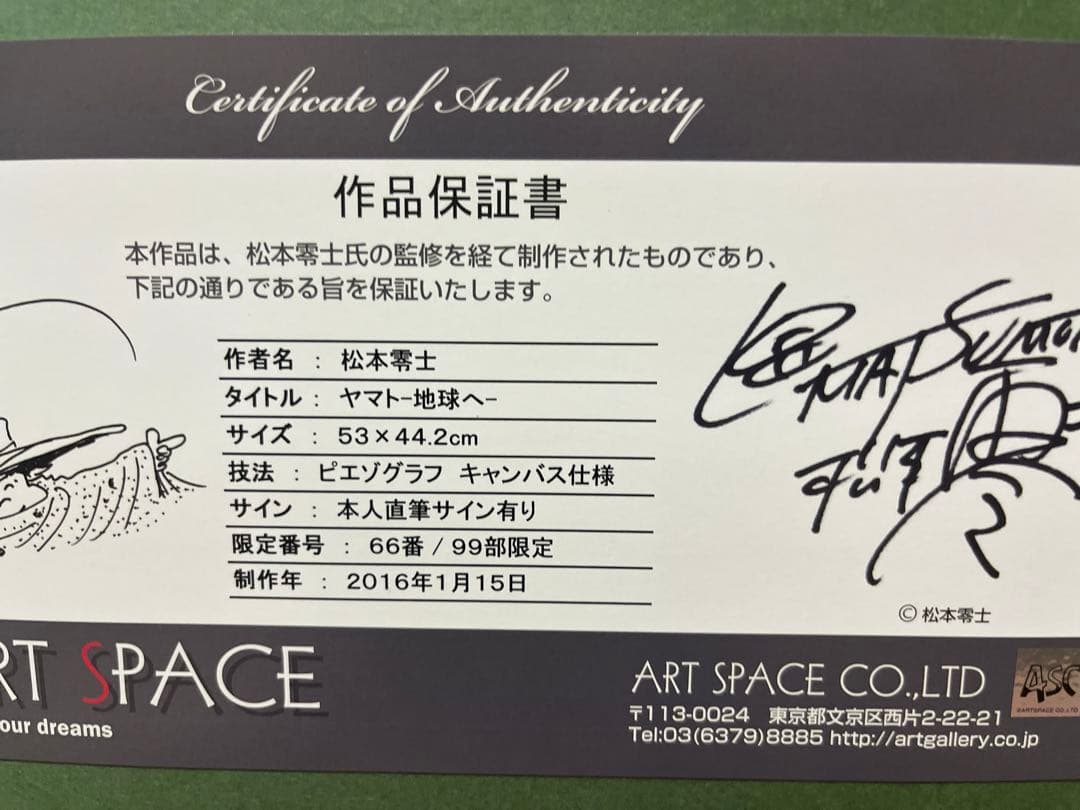 Certificate of Authenticity
作品保証書
本作品は、松本零士氏の監修を経て制作されたものであり、
下記の通りである旨を保証いたします。
作者名 : 松本零士
タイトル : ヤマト-地球へ-
サイズ : 53×44.2cm
技法 : ピエゾグラフ キャンバス仕様
サイン : 本人直筆サイン有り
限定番号 : 66番 / 99部限定
制作年 : 2016年1月15日
© 松本零士
RT SPACE
our dreams
ART SPACE CO.,LTD
〒113-0024 東京都文京区西片2-22-21
Tel:03(6379)8885 http://artgallery.co.jp
ASC
©ARTSPACE CO.,LTD